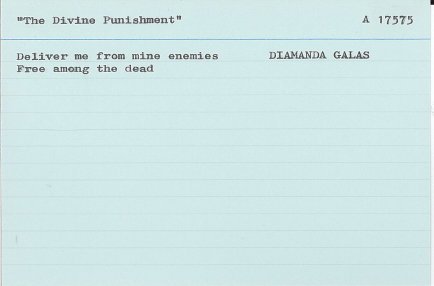 "The Divine Punishment" A 17575
Deliver me from mine enemies DIAMANDA GALAS
Free among the dead